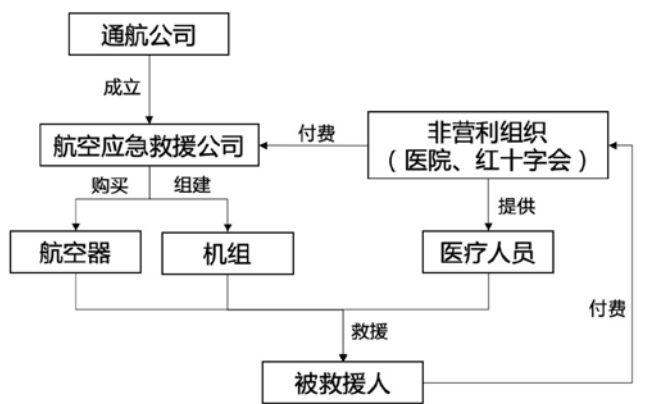 通航公司
成立
航空应急救援公司
付费
非营利组织
（医院、红十字会）
购买
组建
提供
航空器
机组
医疗人员
付费
救援
被救援人